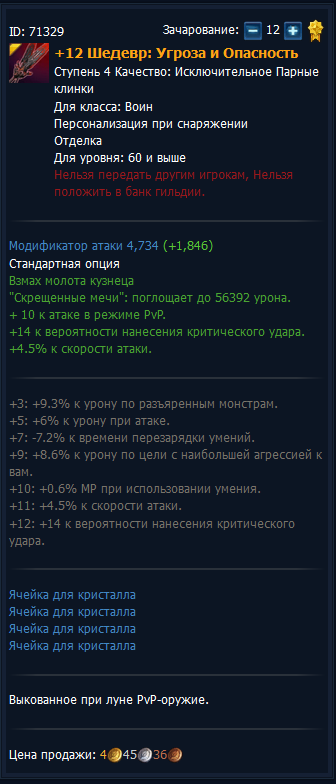 ID: 71329 Зачарование: 12
+12 Шедевр: Угроза и Опасность
Ступень 4 Качество: Исключительное Парные
клинки
Для класса: Воин
Персонализация при снаряжении
Отделка
Для уровня: 60 и выше
Нельзя передать другим игрокам, Нельзя
положить в банк гильдии.
Модификатор атаки 4,734 (+1,846)
Стандартная опция
Взмах молота кузнеца
"Скрещенные мечи": поглощает до 56392 урона.
+ 10 к атаке в режиме PvP.
+14 к вероятности нанесения критического удара.
+4.5% к скорости атаки.
+3: +9.3% к урону по разъяренным монстрам.
+5: +6% к урону при атаке.
+7: -7.2% к времени перезарядки умений.
+9: +8.6% к урону по цели с наибольшей агрессией к
вам.
+10: +0.6% MP при использовании умения.
+11: +4.5% к скорости атаки.
+12: +14 к вероятности нанесения критического
удара.
Ячейка для кристалла
Ячейка для кристалла
Ячейка для кристалла
Ячейка для кристалла
Выкованное при луне PvP-оружие.
Цена продажи: 4 45 36